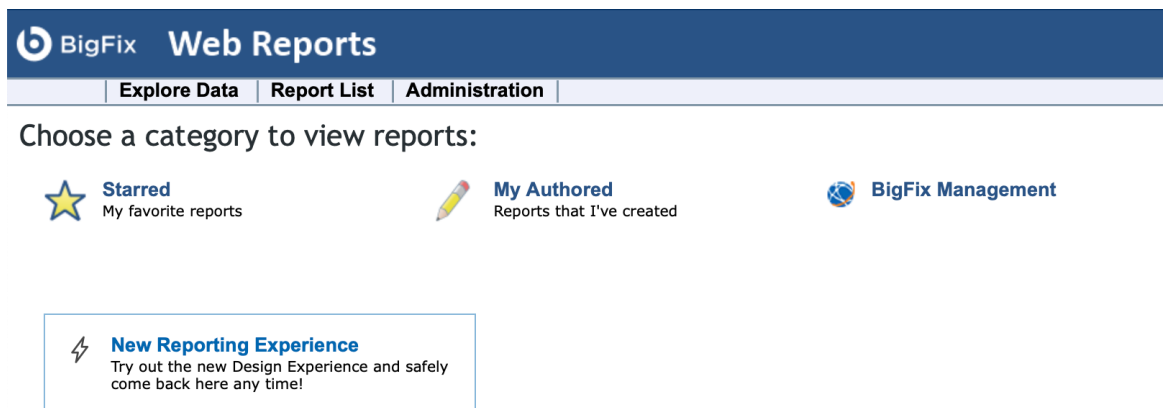 BigFix Web Reports
Explore Data Report List Administration
Choose a category to view reports:
Starred
My favorite reports
My Authored
Reports that I've created
BigFix Management
New Reporting Experience
Try out the new Design Experience and safely
come back here any time!